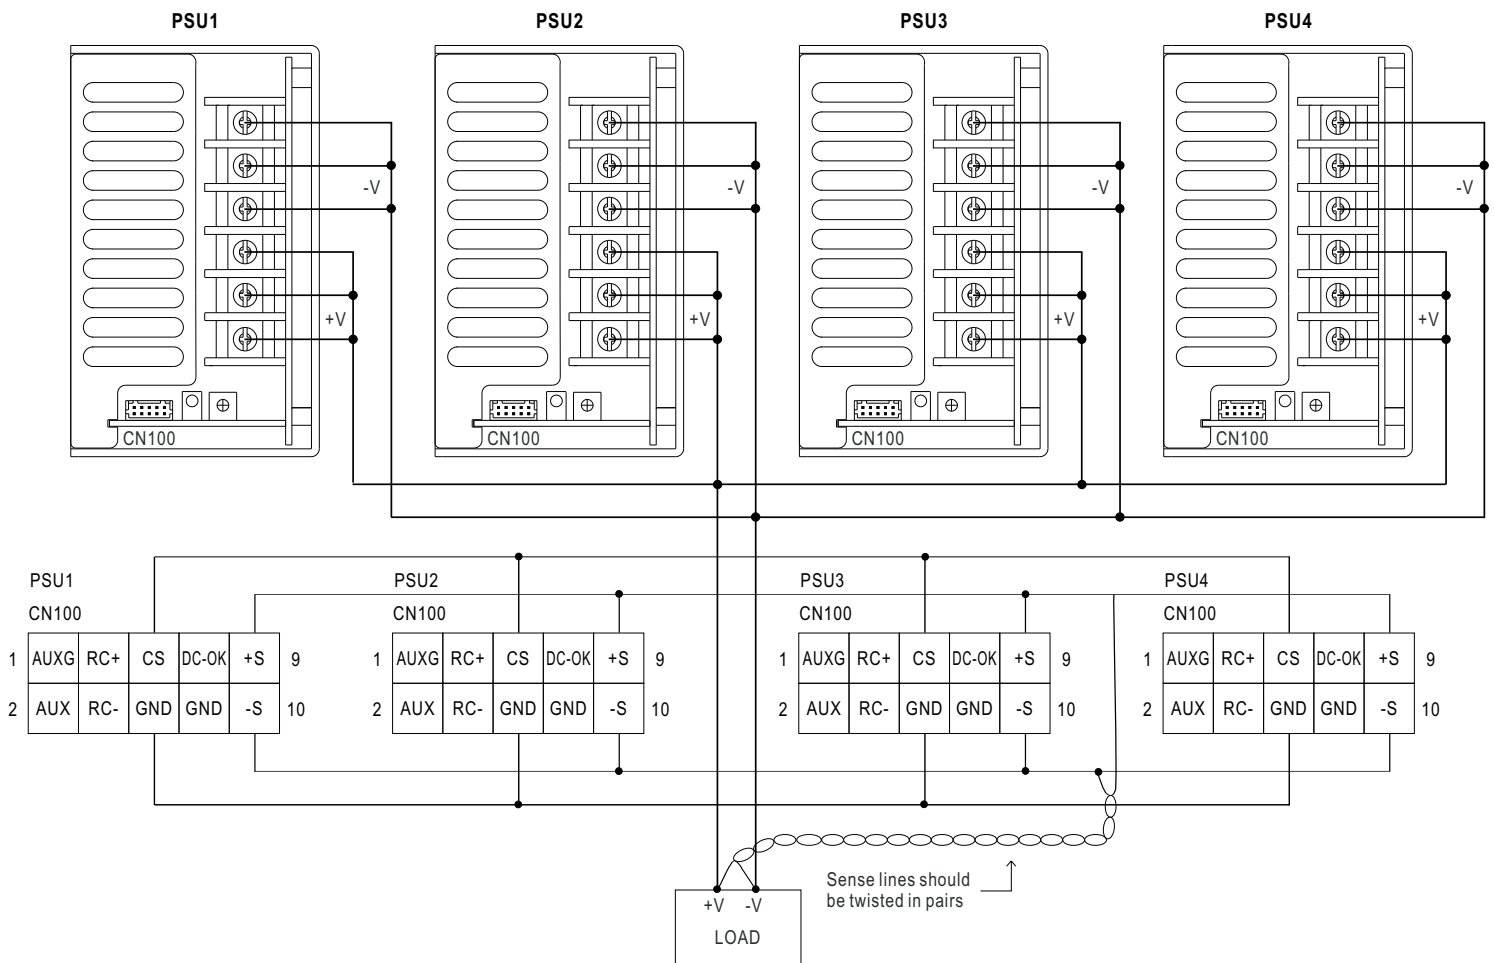 PSU1 PSU2 PSU3 PSU4
-V -V -V -V
+V +V +V +V
CN100 CN100 CN100 CN100
PSU1 PSU2 PSU3 PSU4
CN100 CN100 CN100 CN100
1 AUXG RC+ CS DC-OK +S 9 1 AUXG RC+ CS DC-OK +S 9 1 AUXG RC+ CS DC-OK +S 9 1 AUXG RC+ CS DC-OK +S 9
2 AUX RC- GND GND -S 10 2 AUX RC- GND GND -S 10 2 AUX RC- GND GND -S 10 2 AUX RC- GND GND -S 10
Sense lines should
be twisted in pairs
+V -V
LOAD